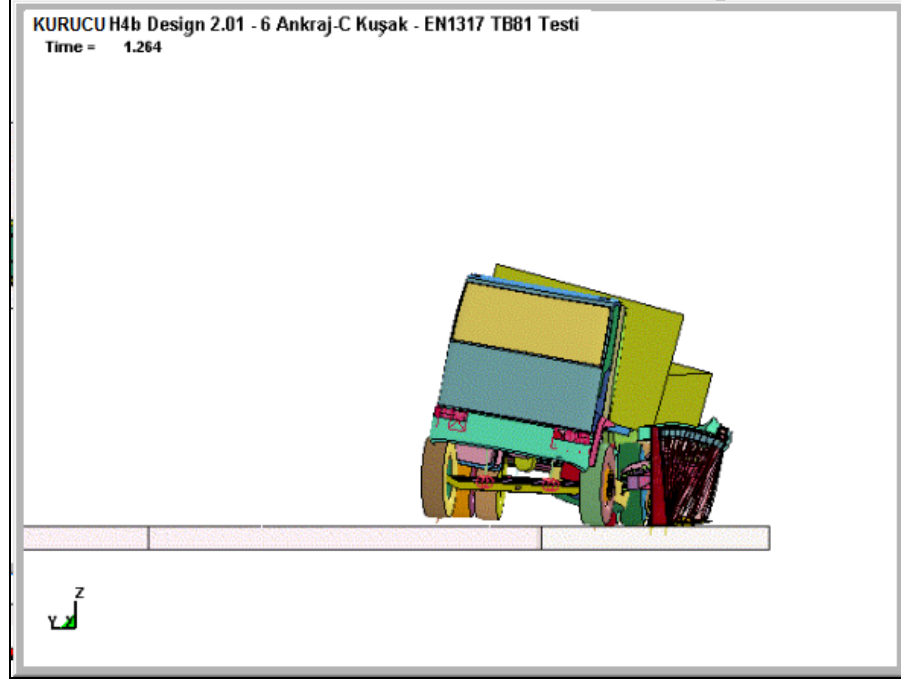 KURUCU H4b Design 2.01 - 6 Ankraj-C Kuşak - EN1317 TB81 Testi
Time = 1.264
Z
Y X